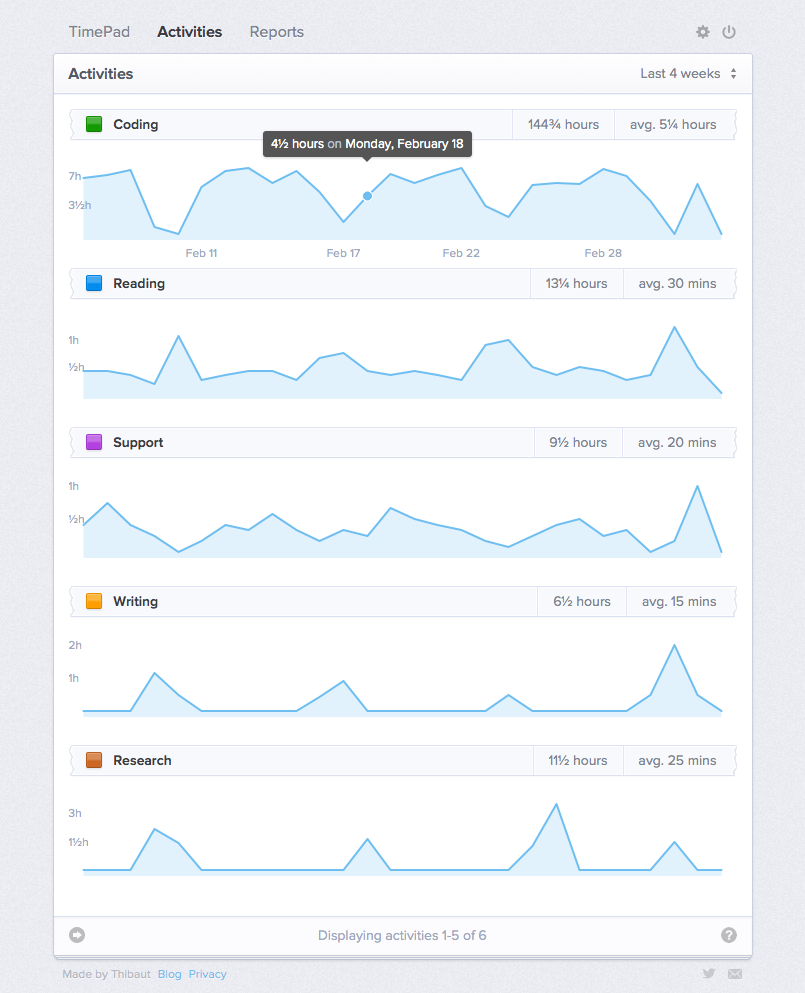 TimePad Activities Reports
Activities Last 4 weeks
Coding 144¾ hours avg. 5¼ hours
4½ hours on Monday, February 18
7h
3½h
Feb 11 Feb 17 Feb 22 Feb 28
Reading 13¼ hours avg. 30 mins
1h
½h
Support 9½ hours avg. 20 mins
1h
½h
Writing 6½ hours avg. 15 mins
2h
1h
Research 11½ hours avg. 25 mins
3h
1½h
Displaying activities 1-5 of 6
?
Made by Thibaut Blog Privacy